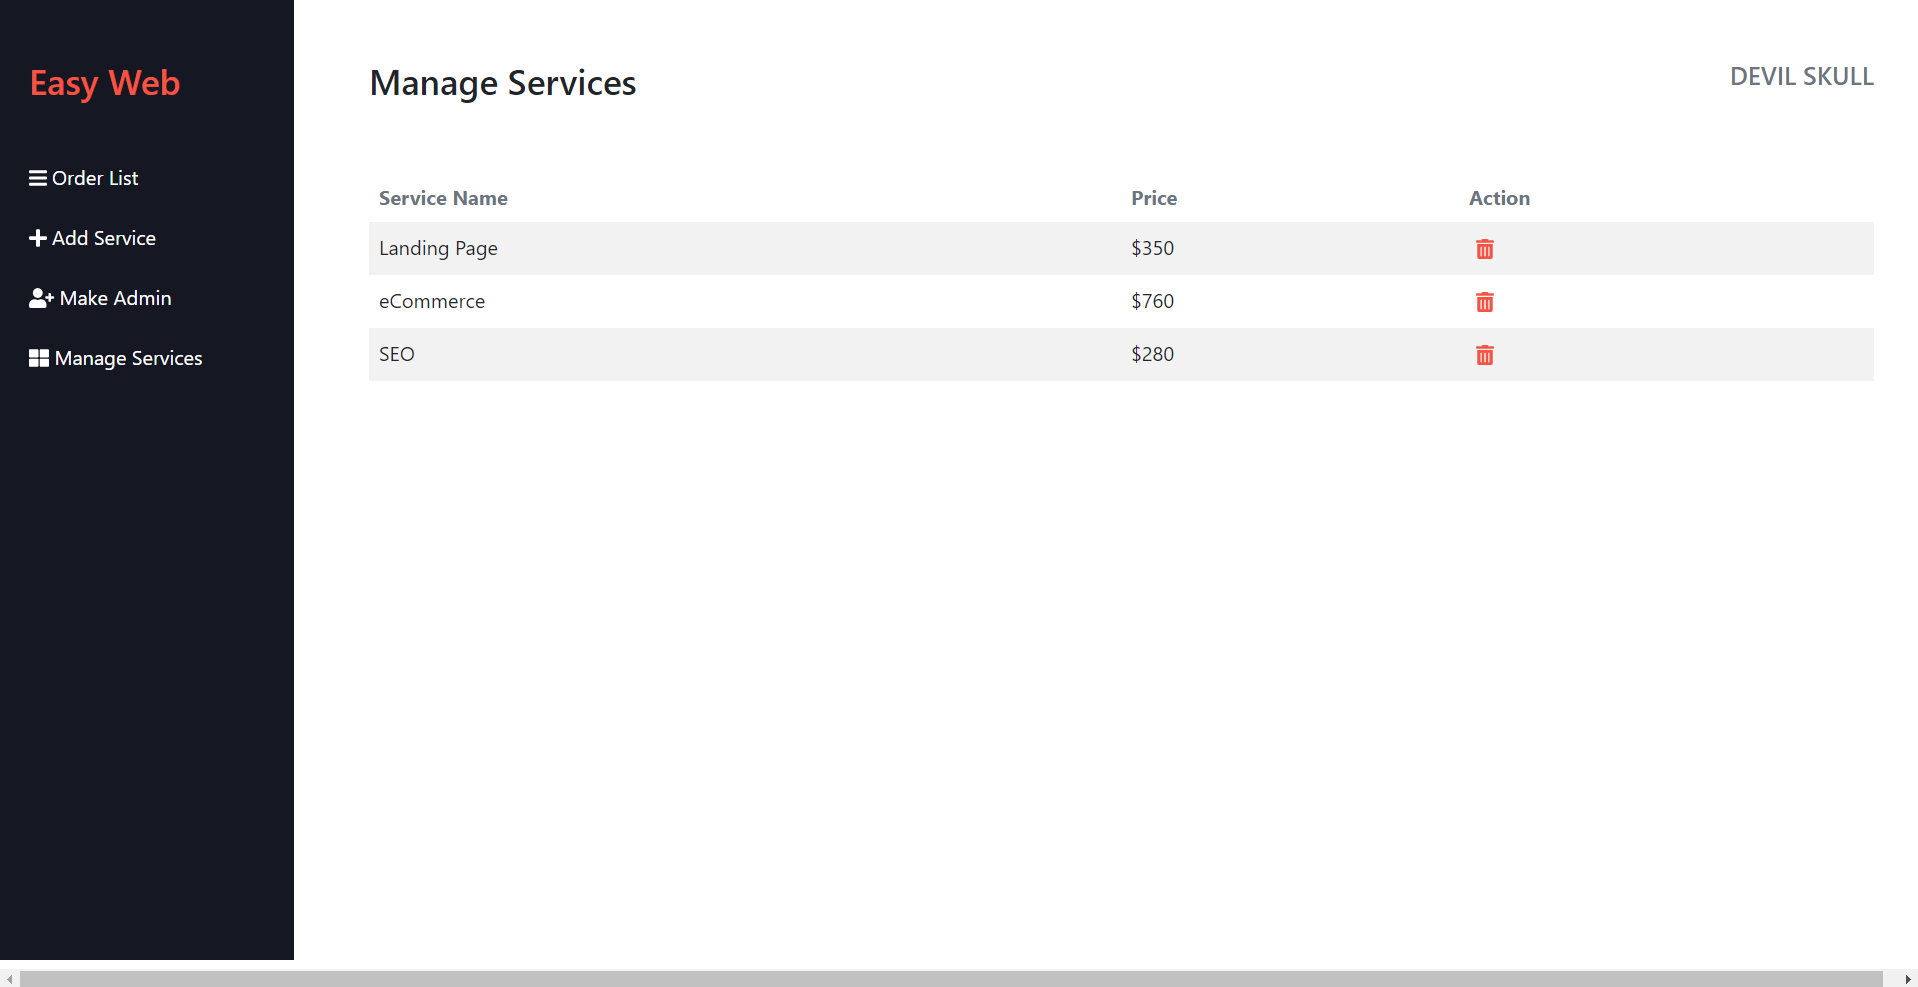 Easy Web
Order List
Add Service
Make Admin
Manage Services
Manage Services
DEVIL SKULL
Service Name Price Action
Landing Page $350
eCommerce $760
SEO $280